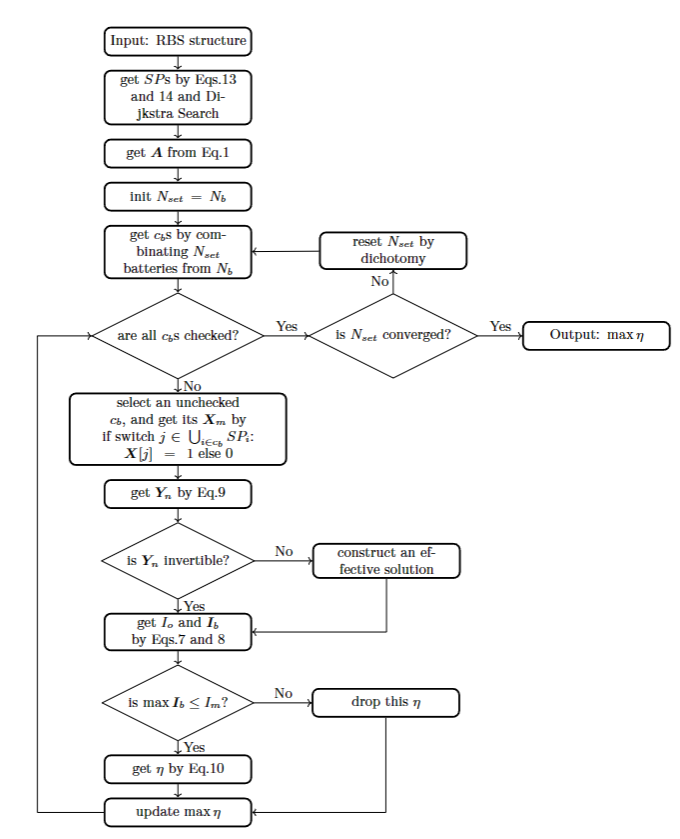 Input: RBS structure
get SPs by Eqs.13
and 14 and Di-
jkstra Search
get A from Eq.1
init N_set = N_b
get c_bs by com-
binating N_set
batteries from N_b
reset N_set by
dichotomy
No
are all c_bs checked?
Yes
is N_set converged?
Yes
Output: max η
No
select an unchecked
c_b, and get its X_m by
if switch j ∈ ⋃_{i∈c_b} SP_i:
X[j] = 1 else 0
get Y_n by Eq.9
is Y_n invertible?
No
construct an ef-
fective solution
Yes
get I_o and I_b
by Eqs.7 and 8
is max I_b ≤ I_m?
No
drop this η
Yes
get η by Eq.10
update max η